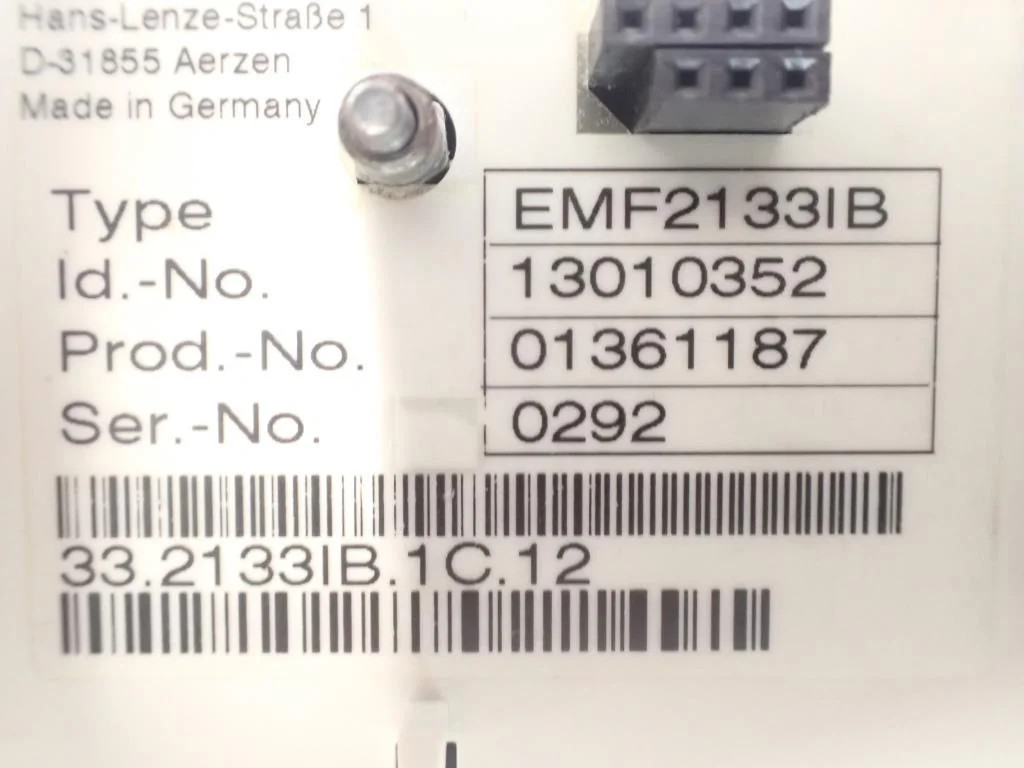 Hans-Lenze-Straße 1
D-31855 Aerzen
Made in Germany
Type EMF2133IB
Id.-No. 13010352
Prod.-No. 01361187
Ser.-No. 0292
33.2133IB.1C.12